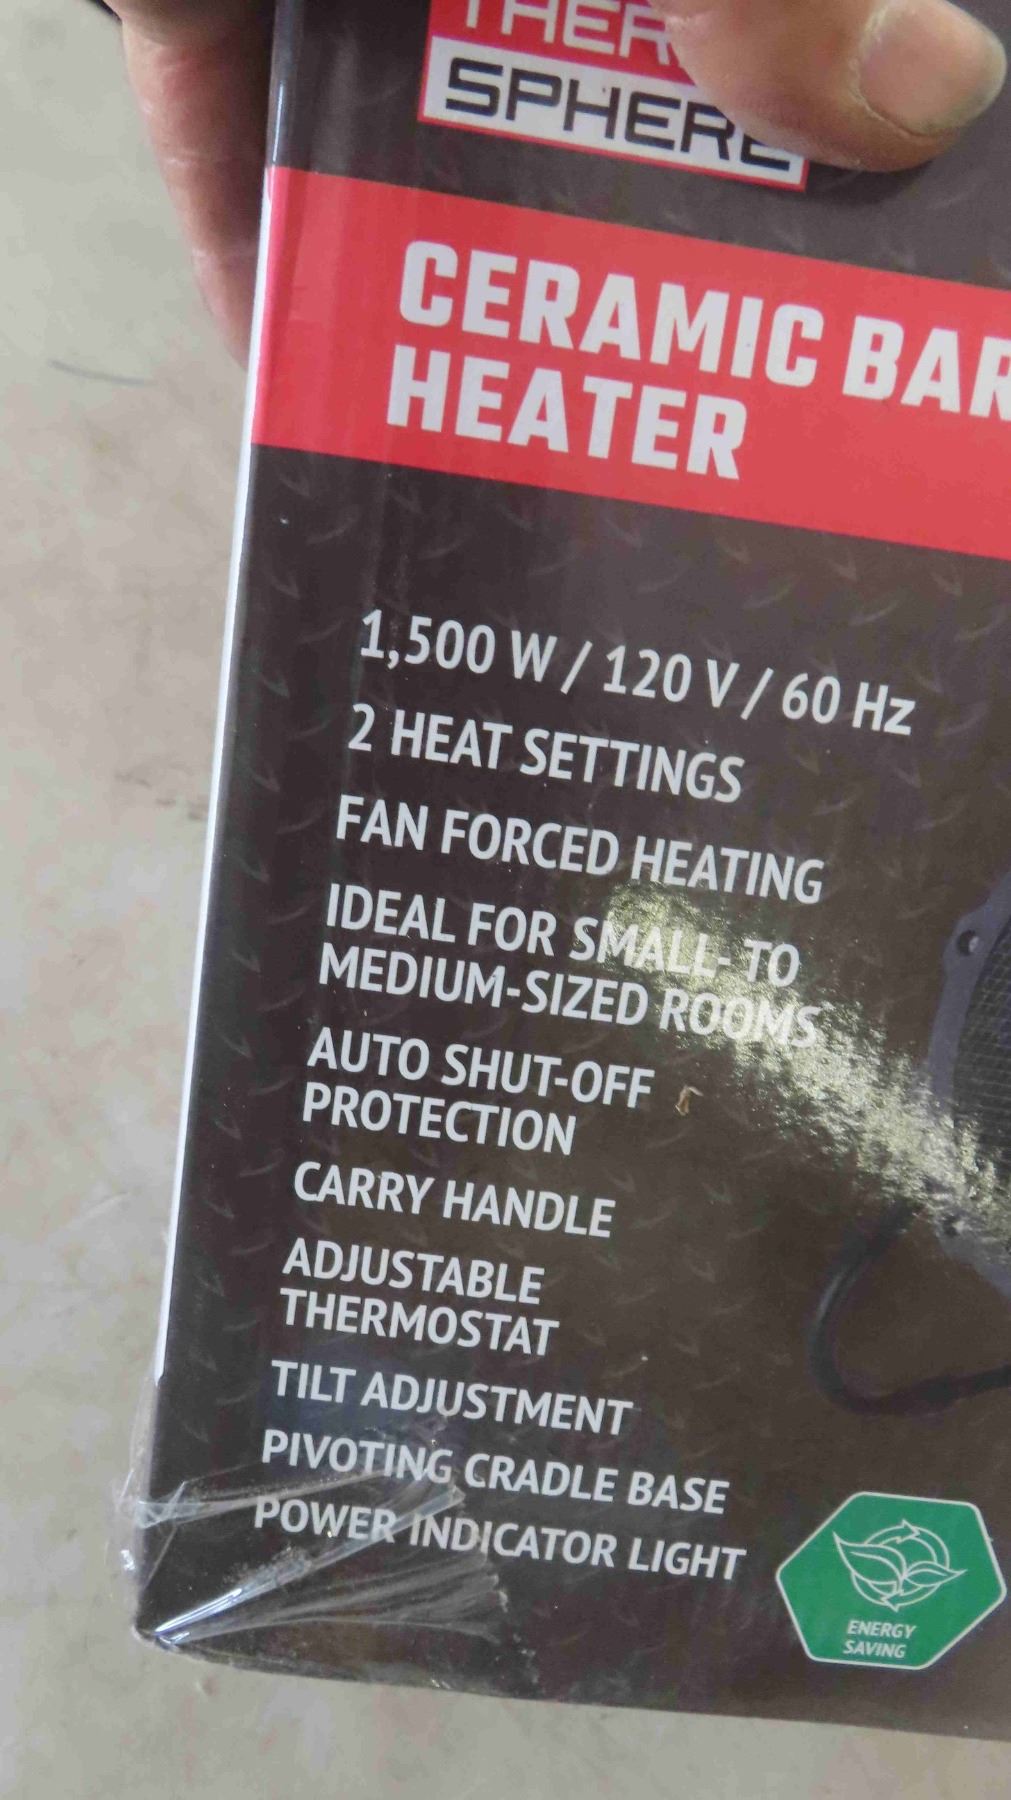 THER
SPHERE
CERAMIC BAR
HEATER
1,500 W / 120 V / 60 Hz
2 HEAT SETTINGS
FAN FORCED HEATING
IDEAL FOR SMALL- TO
MEDIUM-SIZED ROOMS
AUTO SHUT-OFF
PROTECTION
CARRY HANDLE
ADJUSTABLE
THERMOSTAT
TILT ADJUSTMENT
PIVOTING CRADLE BASE
POWER INDICATOR LIGHT
ENERGY
SAVING